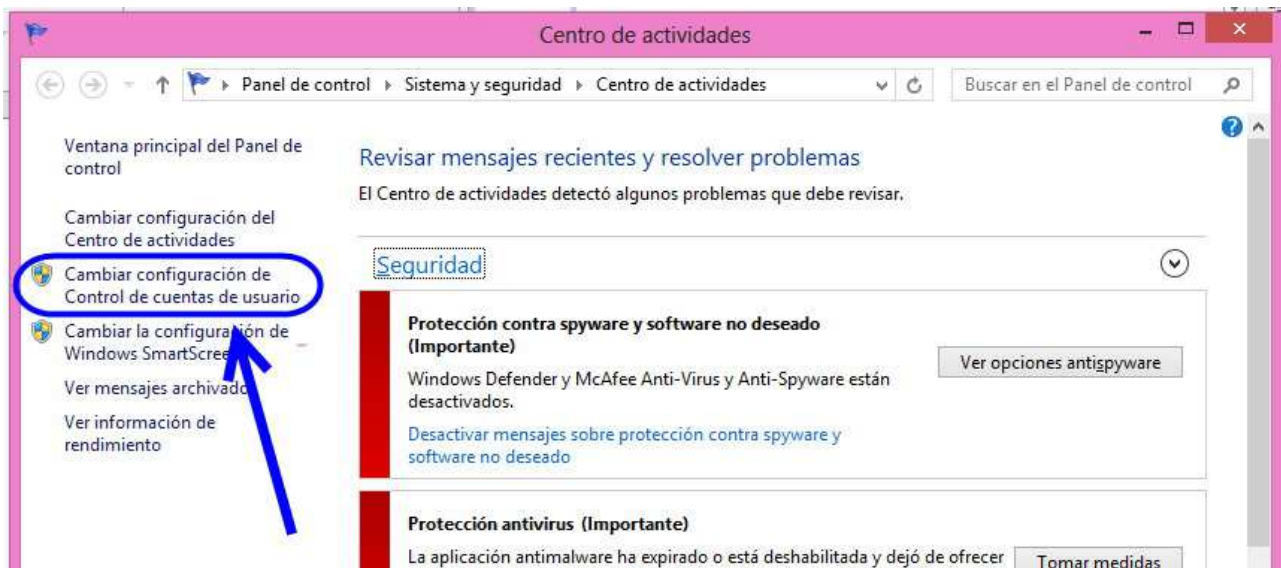 Centro de actividades
Panel de control
Sistema y seguridad
Centro de actividades
Buscar en el Panel de control
Ventana principal del Panel de
control
Cambiar configuración del
Centro de actividades
Cambiar configuración de
Control de cuentas de usuario
Cambiar la configuración de
Windows
Ver mensajes
Ver información de
rendimiento
Revisar mensajes recientes y resolver problemas
El Centro de actividades detectó algunos problemas que debe revisar.
Seguridad
Protección contra spyware y software no deseado
(Importante)
Windows Defender y McAfee Anti-Virus y Anti-Spyware están
desactivados.
Ver opciones antispyware
Desactivar mensajes sobre protección contra spyware y
software no deseado
Protección antivirus (Importante)
La aplicación antimalware ha expirado o está deshabilitada y dejó de ofrecer
Tomar medidas